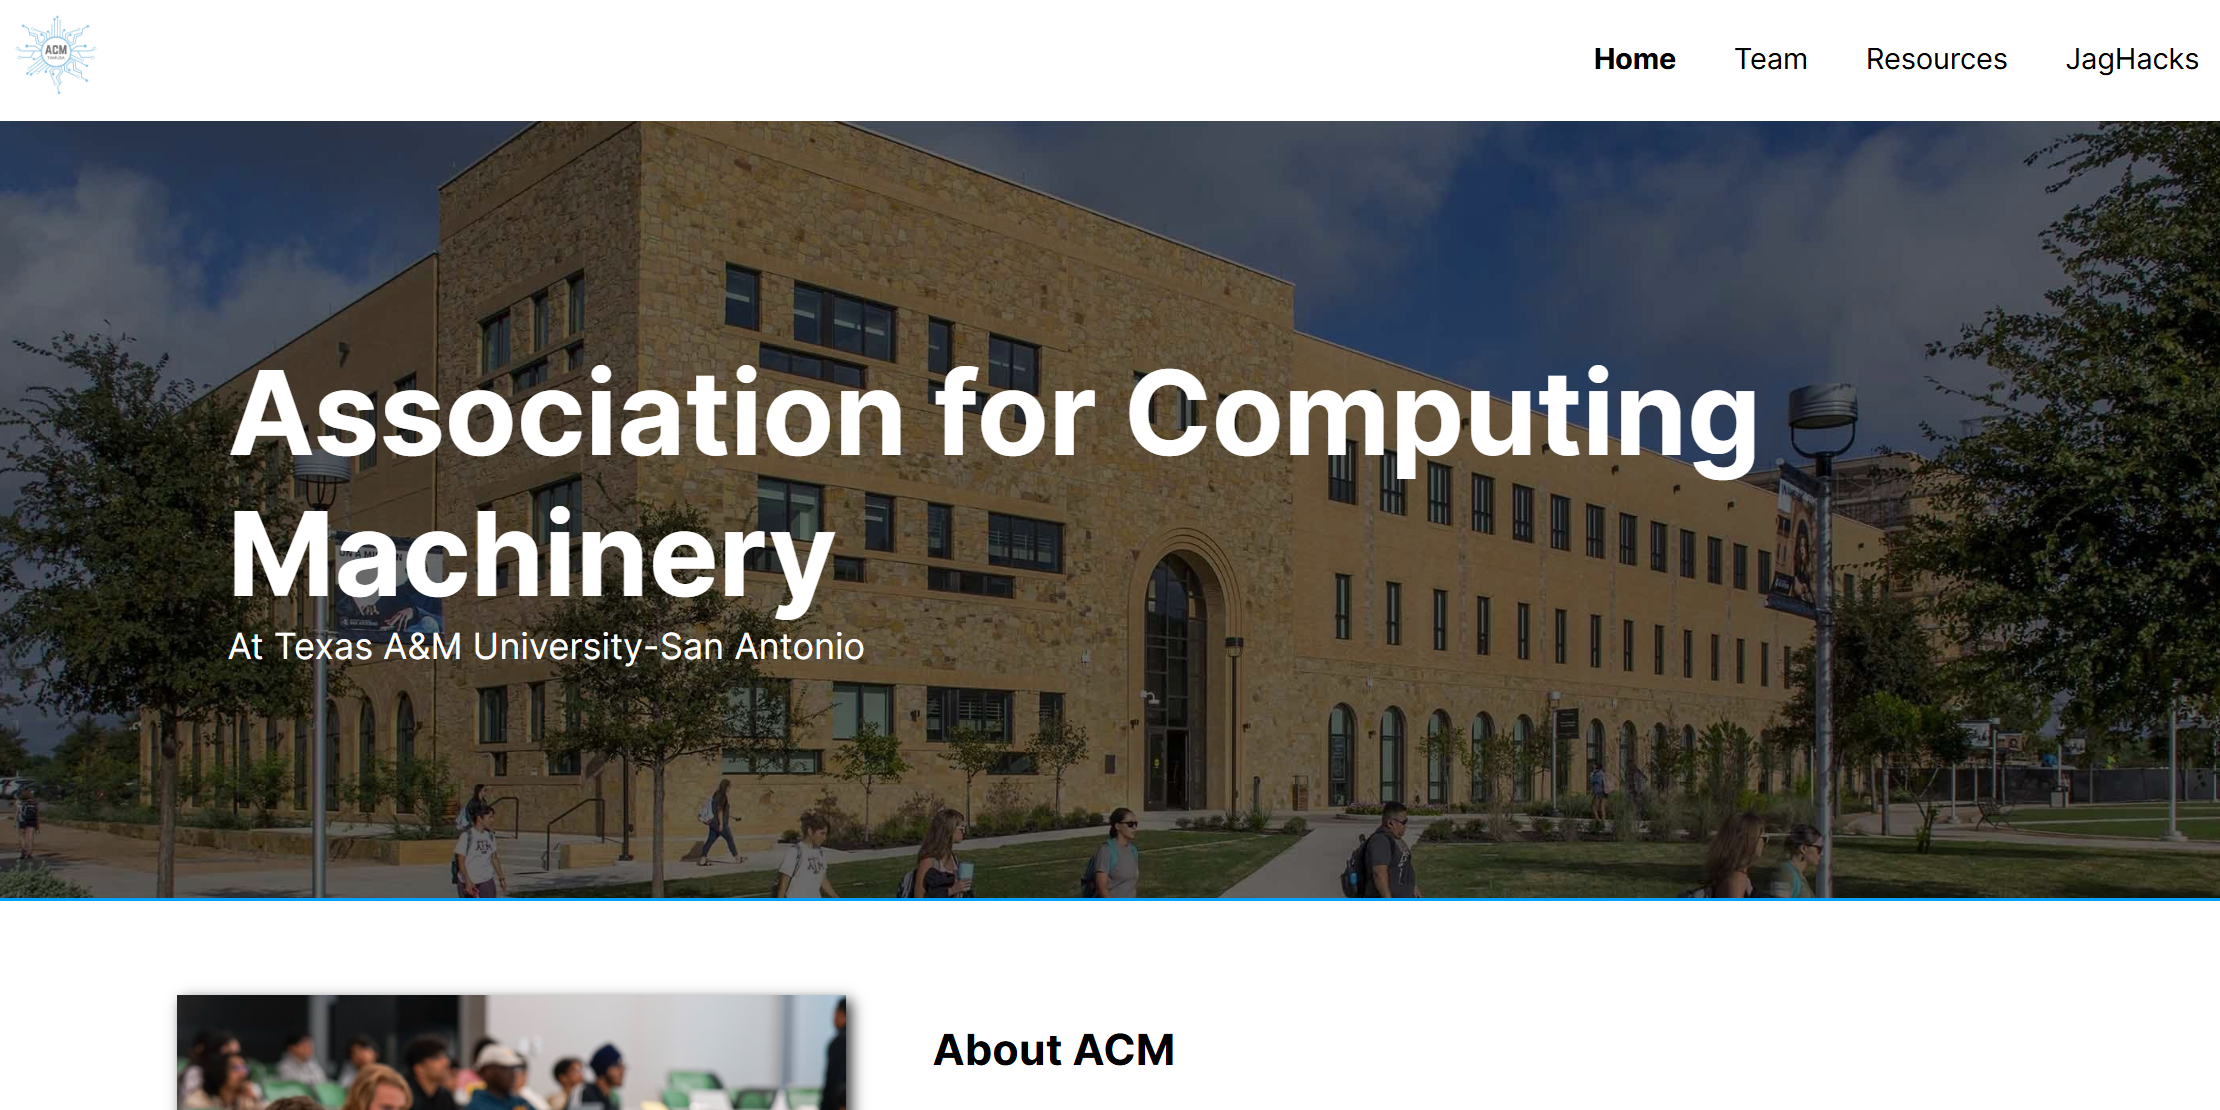 ACM
Home Team Resources JagHacks
Association for Computing
Machinery
At Texas A&M University-San Antonio
About ACM